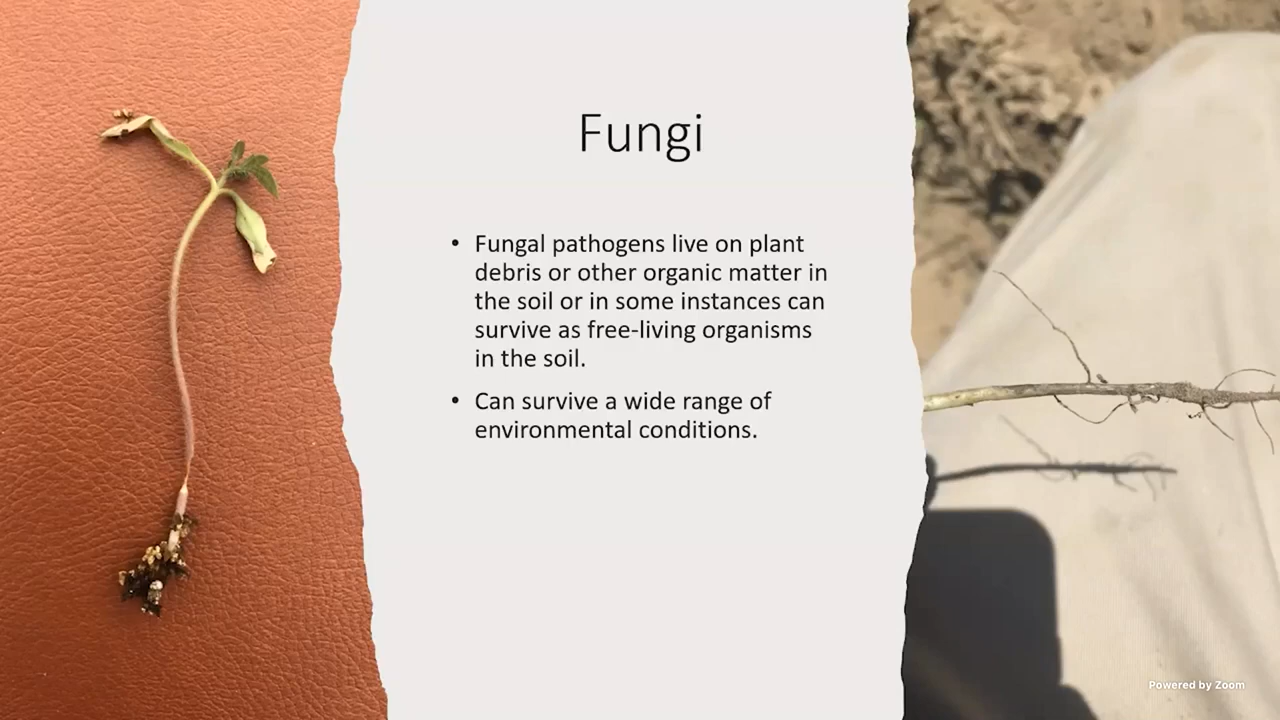 Fungi
• Fungal pathogens live on plant
debris or other organic matter in
the soil or in some instances can
survive as free-living organisms
in the soil.
• Can survive a wide range of
environmental conditions.
Powered by Zoom